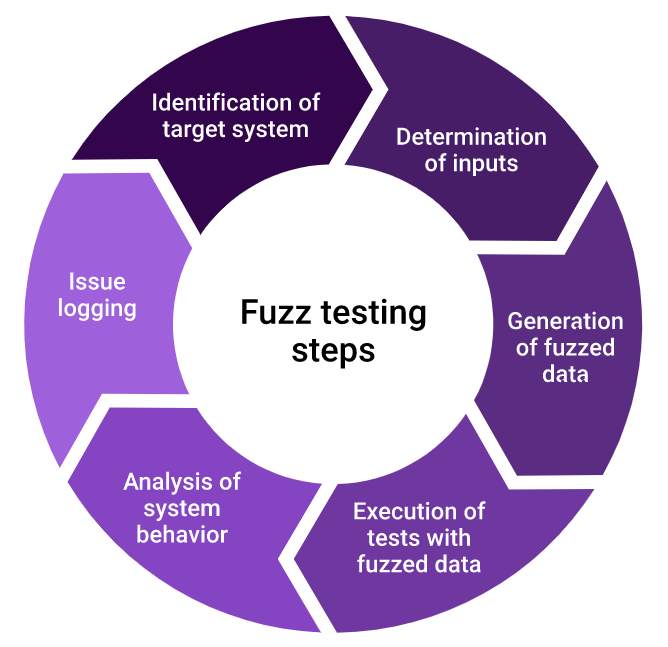 Identification of
target system
Determination
of inputs
Generation
of fuzzed
data
Execution of
tests with
fuzzed data
Analysis of
system
behavior
Issue
logging
Fuzz testing
steps